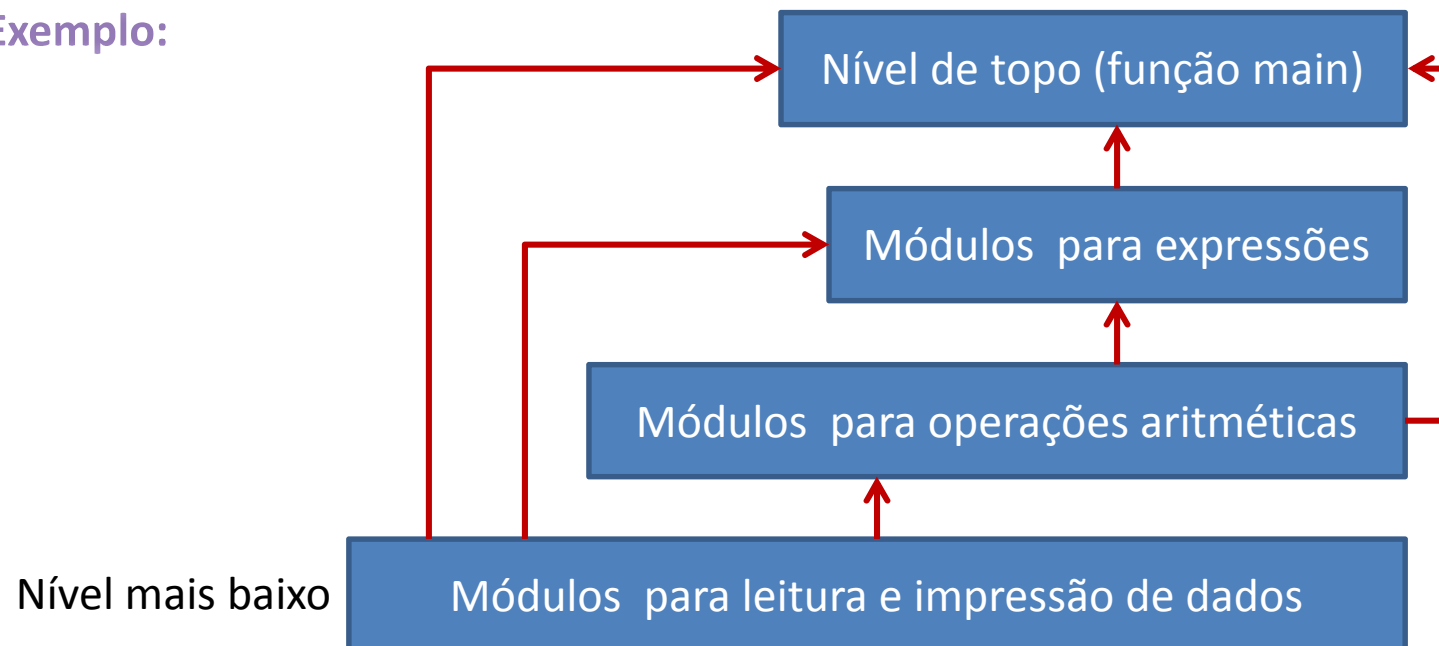 Exemplo:
Nível de topo (função main)
Módulos para expressões
Módulos para operações aritméticas
Nível mais baixo
Módulos para leitura e impressão de dados